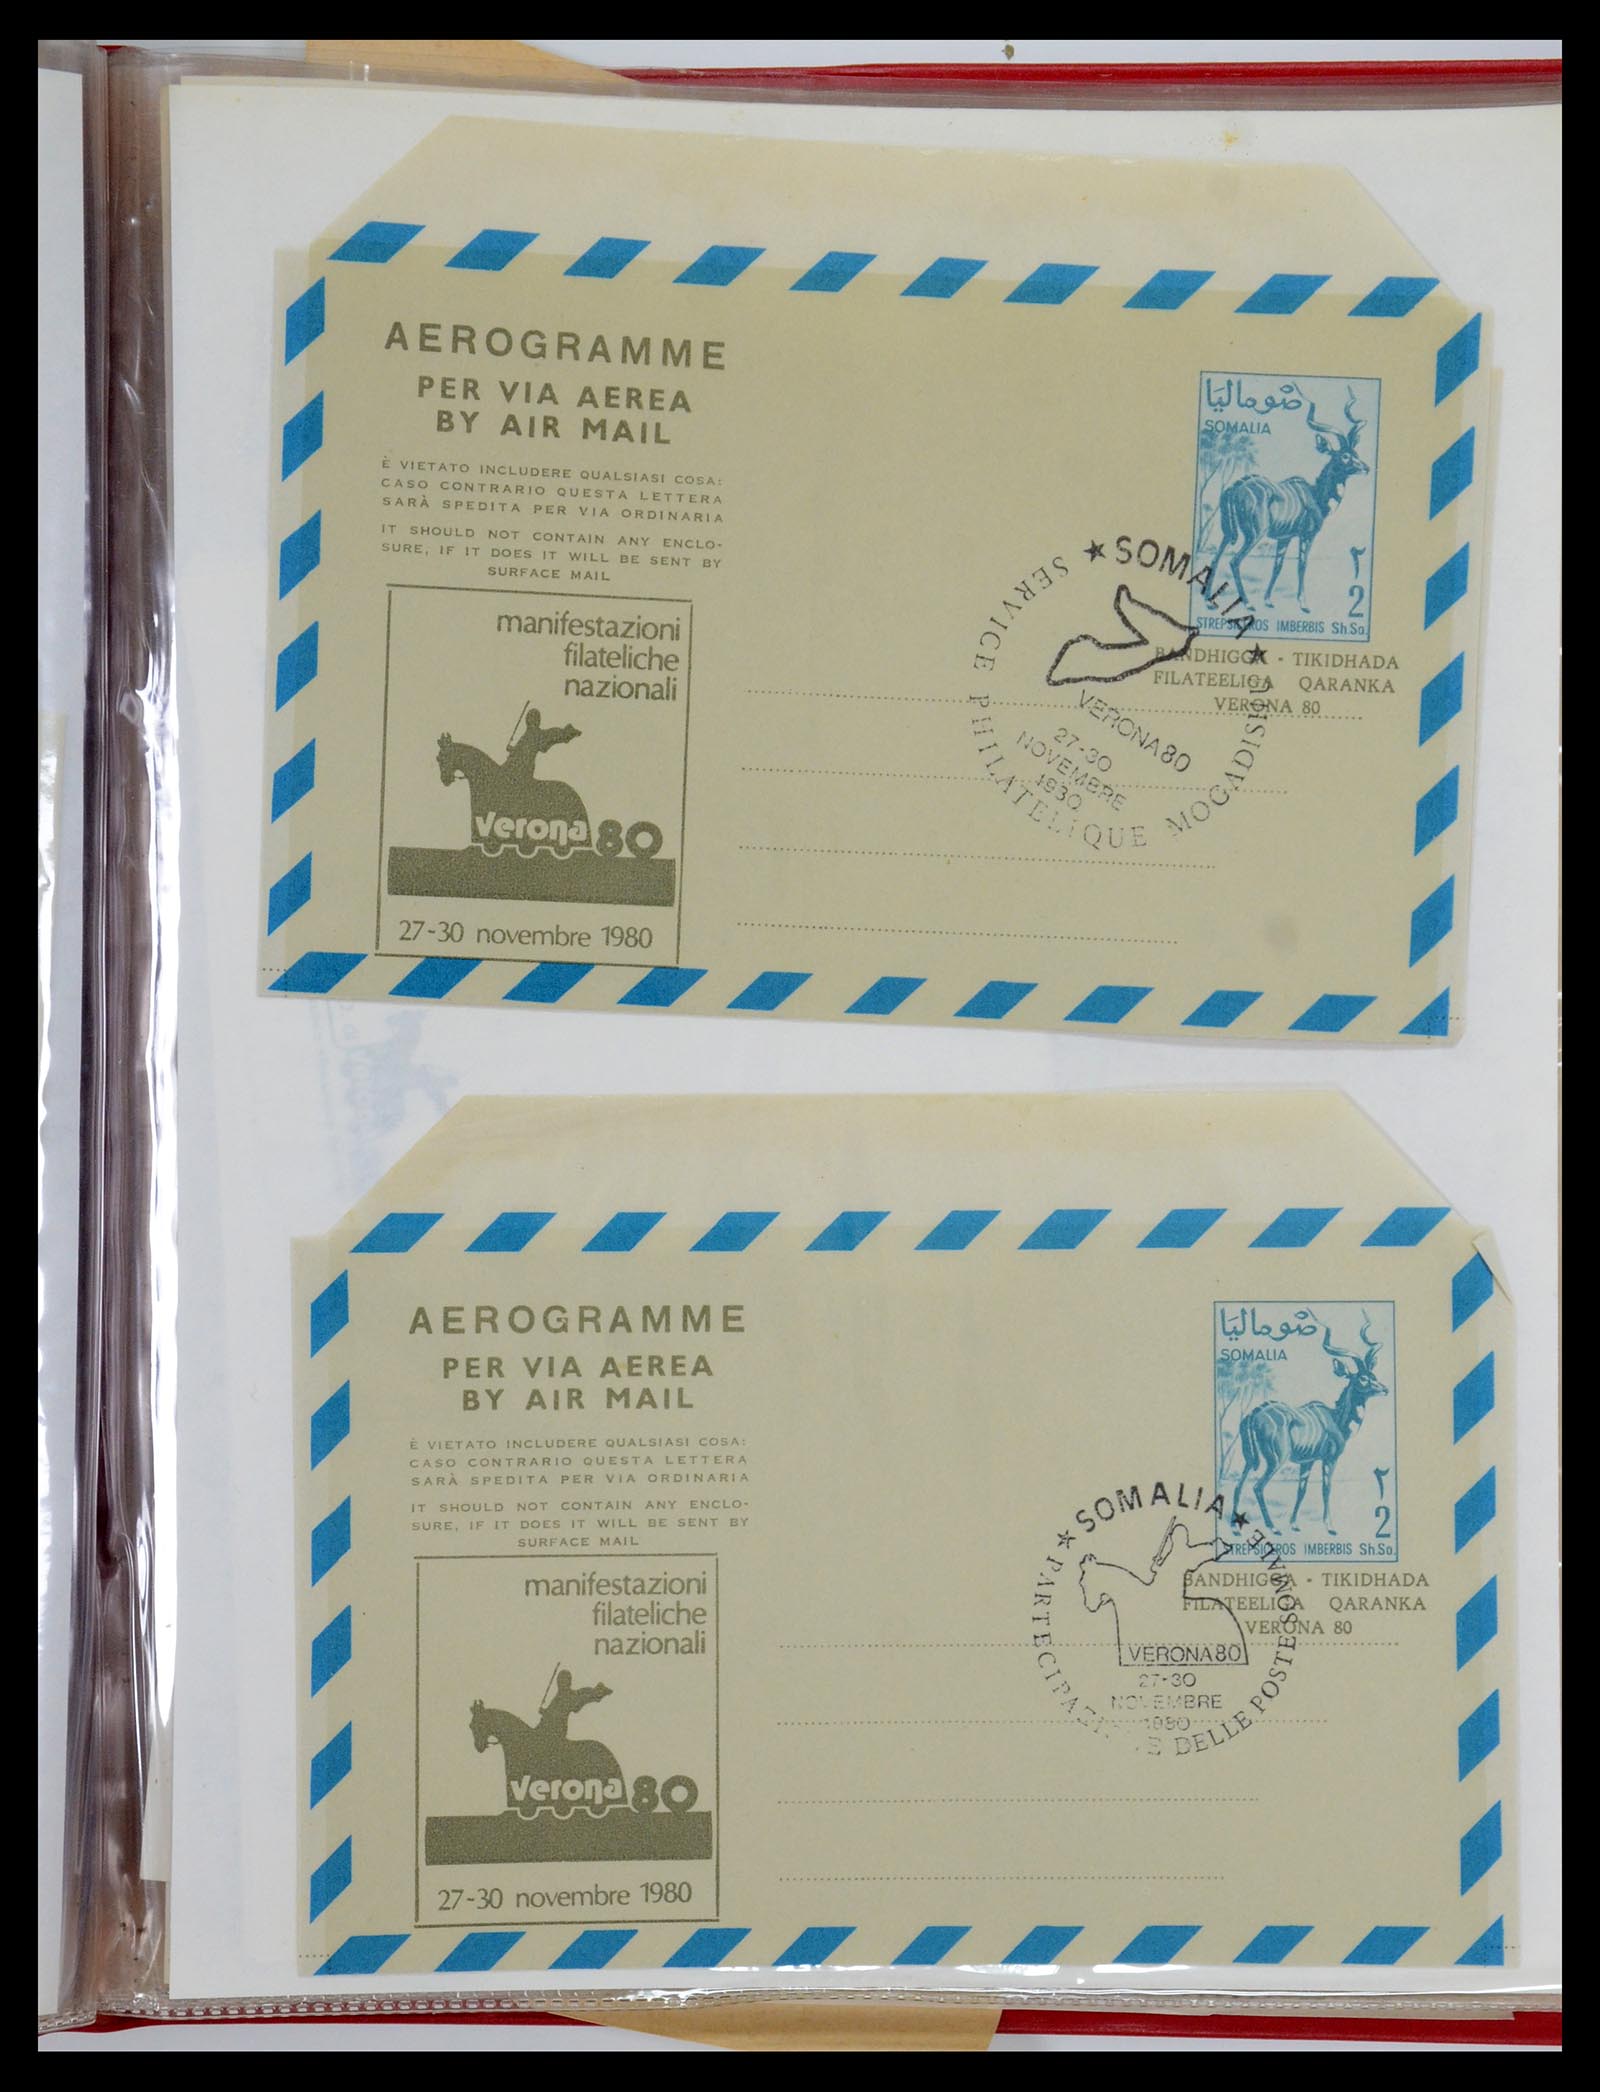 AEROGRAMME
PER VIA AEREA
BY AIR MAIL
È VIETATO INCLUDERE QUALSIASI COSA:
CASO CONTRARIO QUESTA LETTERA
SARÀ SPEDITA PER VIA ORDINARIA
IT SHOULD NOT CONTAIN ANY ENCLO-
SURE, IF IT DOES IT WILL BE SENT BY
SURFACE MAIL
manifestazioni
filateliche
nazionali
verona 80
27-30 novembre 1980
صوماليا
SOMALIA
٢
2
STREPSICEROS IMBERBIS Sh.So.
BANDHIGGA - TIKIDHADA
FILATEELIGA QARANKA
VERONA 80
★ SOMALIA ★
SERVICE PHILATELIQUE MOGADISIOU
VERONA80
27-30
NOVEMBRE
1980
AEROGRAMME
PER VIA AEREA
BY AIR MAIL
È VIETATO INCLUDERE QUALSIASI COSA:
CASO CONTRARIO QUESTA LETTERA
SARÀ SPEDITA PER VIA ORDINARIA
IT SHOULD NOT CONTAIN ANY ENCLO-
SURE, IF IT DOES IT WILL BE SENT BY
SURFACE MAIL
manifestazioni
filateliche
nazionali
verona 80
27-30 novembre 1980
صوماليا
SOMALIA
٢
2
STREPSICEROS IMBERBIS Sh.So.
BANDHIGGA - TIKIDHADA
FILATEELIGA QARANKA
VERONA 80
★ SOMALIA ★
PARTECIPAZIONE DELLE POSTE SOMALE
VERONA80
27-30
NOVEMBRE
1980